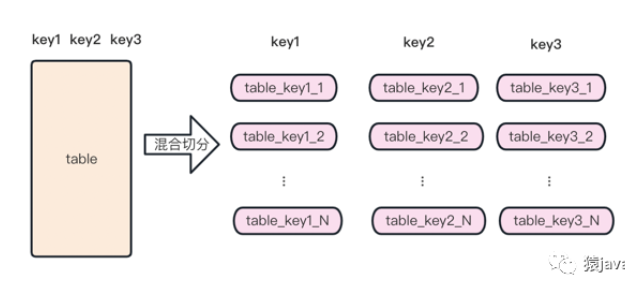 key1 key2 key3
key1 key2 key3
table_key1_1 table_key2_1 table_key3_1
table 混合切分 table_key1_2 table_key2_2 table_key3_2
⋮ ⋮ ⋮
table_key1_N table_key2_N table_key3_N
猿java